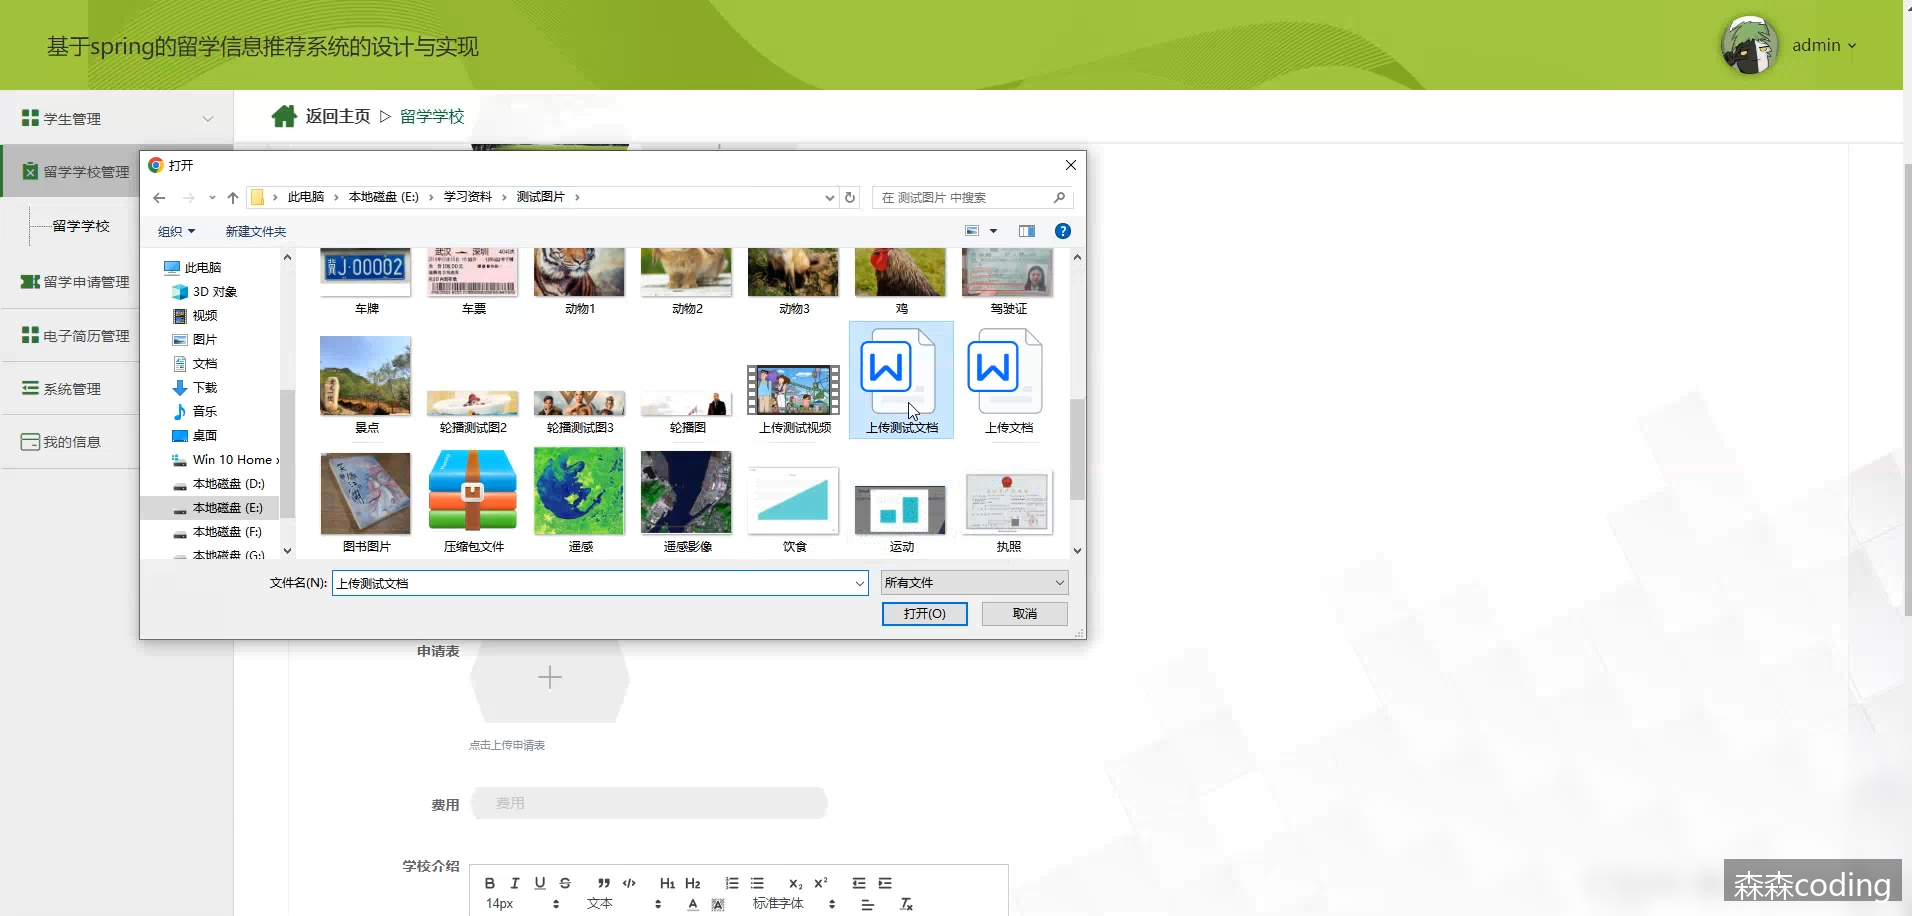 基于spring的留学信息推荐系统的设计与实现
admin
学生管理
返回主页 ▷ 留学学校
留学学校管理
留学学校
留学申请管理
电子简历管理
系统管理
我的信息
打开
此电脑 › 本地磁盘 (E:) › 学习资料 › 测试图片 ›
在 测试图片 中搜索
组织
新建文件夹
此电脑
3D 对象
视频
图片
文档
下载
音乐
桌面
Win 10 Home
本地磁盘 (D:)
本地磁盘 (E:)
本地磁盘 (F:)
本地磁盘 (G:)
冀J·00002
武汉
深圳
车牌
车票
动物1
动物2
动物3
鸡
驾驶证
景点
轮播测试图2
轮播测试图3
轮播图
上传测试视频
上传测试文档
上传文档
图书图片
压缩包文件
遥感
遥感影像
饮食
运动
执照
文件名(N):
上传测试文档
所有文件
打开(O)
取消
申请表
点击上传申请表
费用
费用
学校介绍
B I U S ” </> H1 H2 x₂ x²
14px
文本
A
标准字体
森森coding